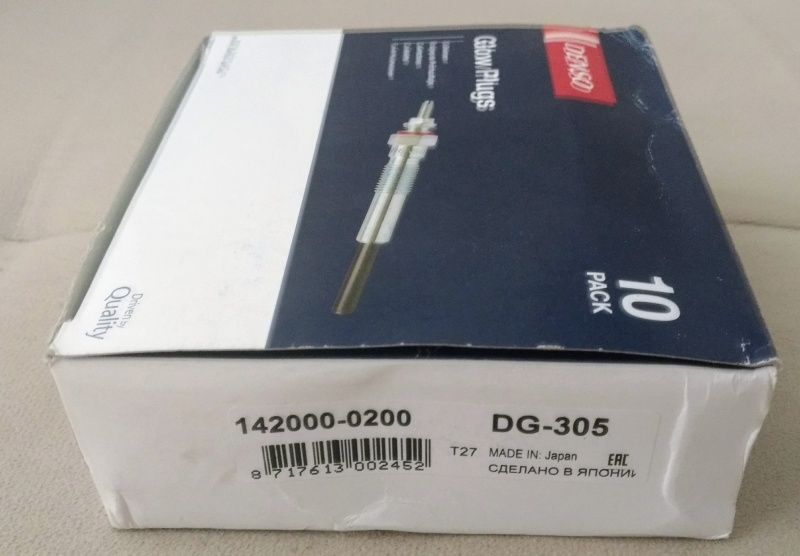 DENSO
Glow Plugs
10
PACK
Driven by
Quality
142000-0200
DG-305
8 717613 002452
T27
MADE IN: Japan
EAC
СДЕЛАНО В ЯПОНИИ